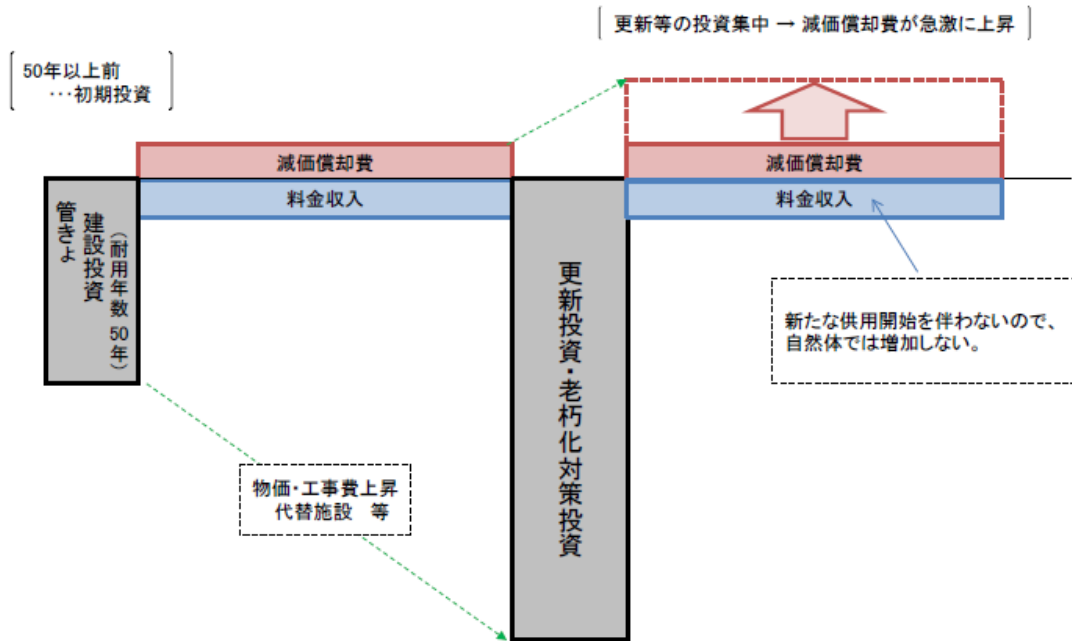 更新等の投資集中 → 減価償却費が急激に上昇
50年以上前
･･･初期投資
減価償却費
料金収入
減価償却費
料金収入
管きょ
建設投資
（耐用年数 50年）
更新投資・老朽化対策投資
新たな供用開始を伴わないので、
自然体では増加しない。
物価・工事費上昇
代替施設　等